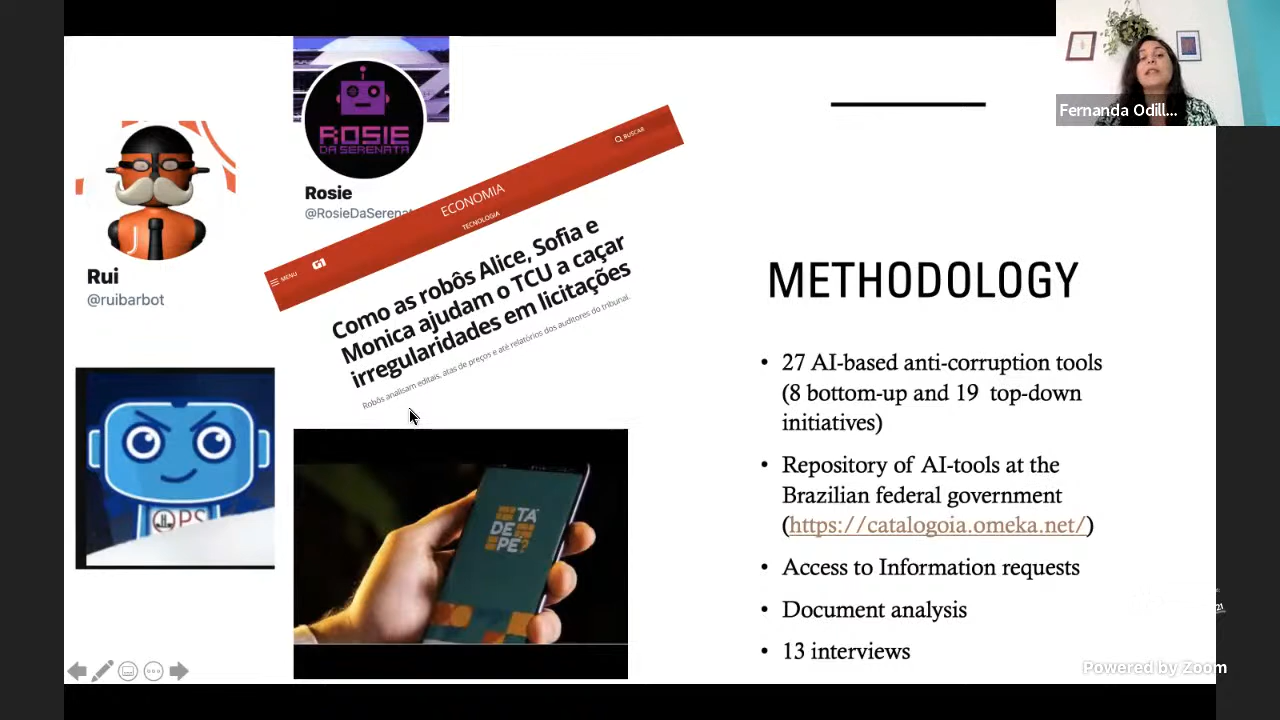 Fernanda Odill...
ROSIE
DA SERENATA
Rosie
@RosieDaserenat
Rui
@ruibarbot
MENU
G1
ECONOMIA
TECNOLOGIA
BUSCAR
Como as robôs Alice, Sofia e
Monica ajudam o TCU a caçar
irregularidades em licitações
Robôs analisam editais, atas de preços e até relatórios dos auditores do tribunal.
OPS
TÁ
DE
PÉ?
METHODOLOGY
• 27 AI-based anti-corruption tools
(8 bottom-up and 19 top-down
initiatives)
• Repository of AI-tools at the
Brazilian federal government
(https://catalogoia.omeka.net/)
• Access to Information requests
• Document analysis
• 13 interviews
21
Powered by Zoom